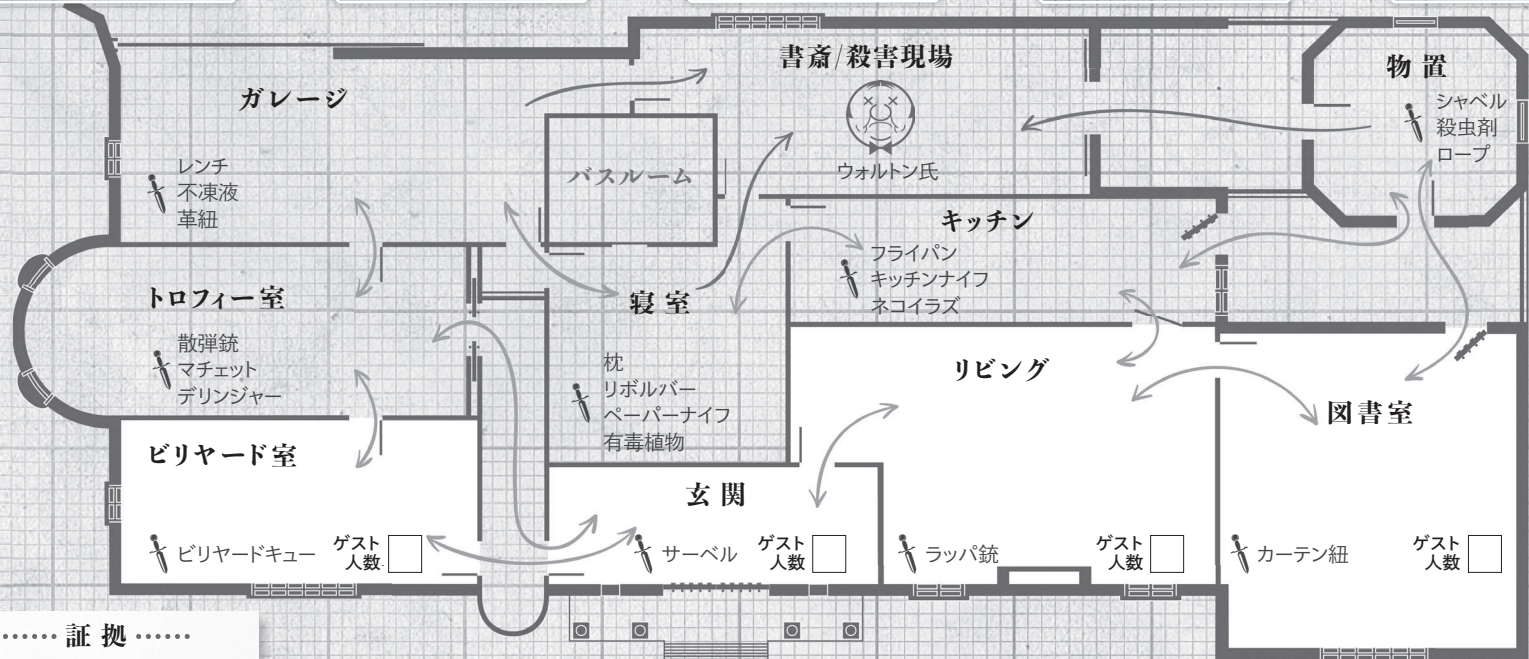 ガレージ
レンチ
不凍液
革紐
バスルーム
書斎/殺害現場
ウォルトン氏
物置
シャベル
殺虫剤
ロープ
キッチン
フライパン
キッチンナイフ
ネコイラズ
トロフィー室
散弾銃
マチェット
デリンジャー
寝室
枕
リボルバー
ペーパーナイフ
有毒植物
リビング
図書室
ビリヤード室
ビリヤードキュー
ゲスト
人数
玄関
サーベル
ゲスト
人数
ラッパ銃
ゲスト
人数
カーテン紐
ゲスト
人数
……証拠……